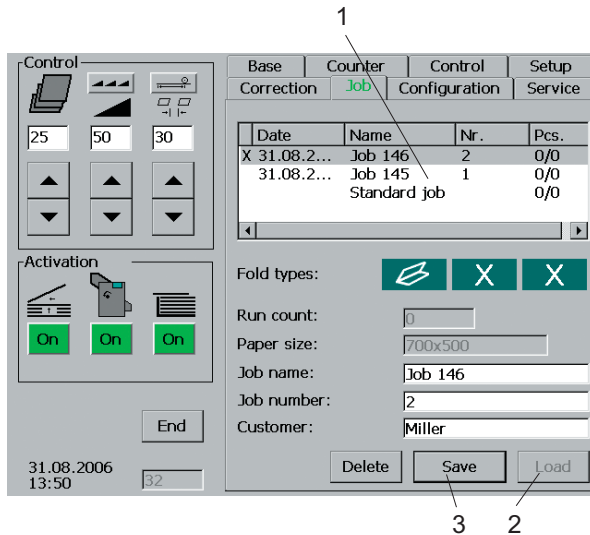 1
Control
25 50 30
Activation
On On On
End
31.08.2006
13:50
32
Base Counter Control Setup
Correction Job Configuration Service
Date Name Nr. Pcs.
X 31.08.2... Job 146 2 0/0
31.08.2... Job 145 1 0/0
Standard job 0/0
Fold types: X X
Run count: 0
Paper size: 700x500
Job name: Job 146
Job number: 2
Customer: Miller
Delete Save Load
3 2